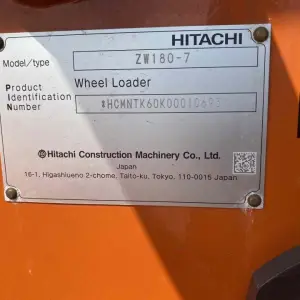 HITACHI
Model/type ZW180-7
Product Wheel Loader
Identification
Number
Hitachi Construction Machinery Co., Ltd.
Japan
16-1, Higashiueno 2-chome, Taito-ku, Tokyo, 110-0015 Japan